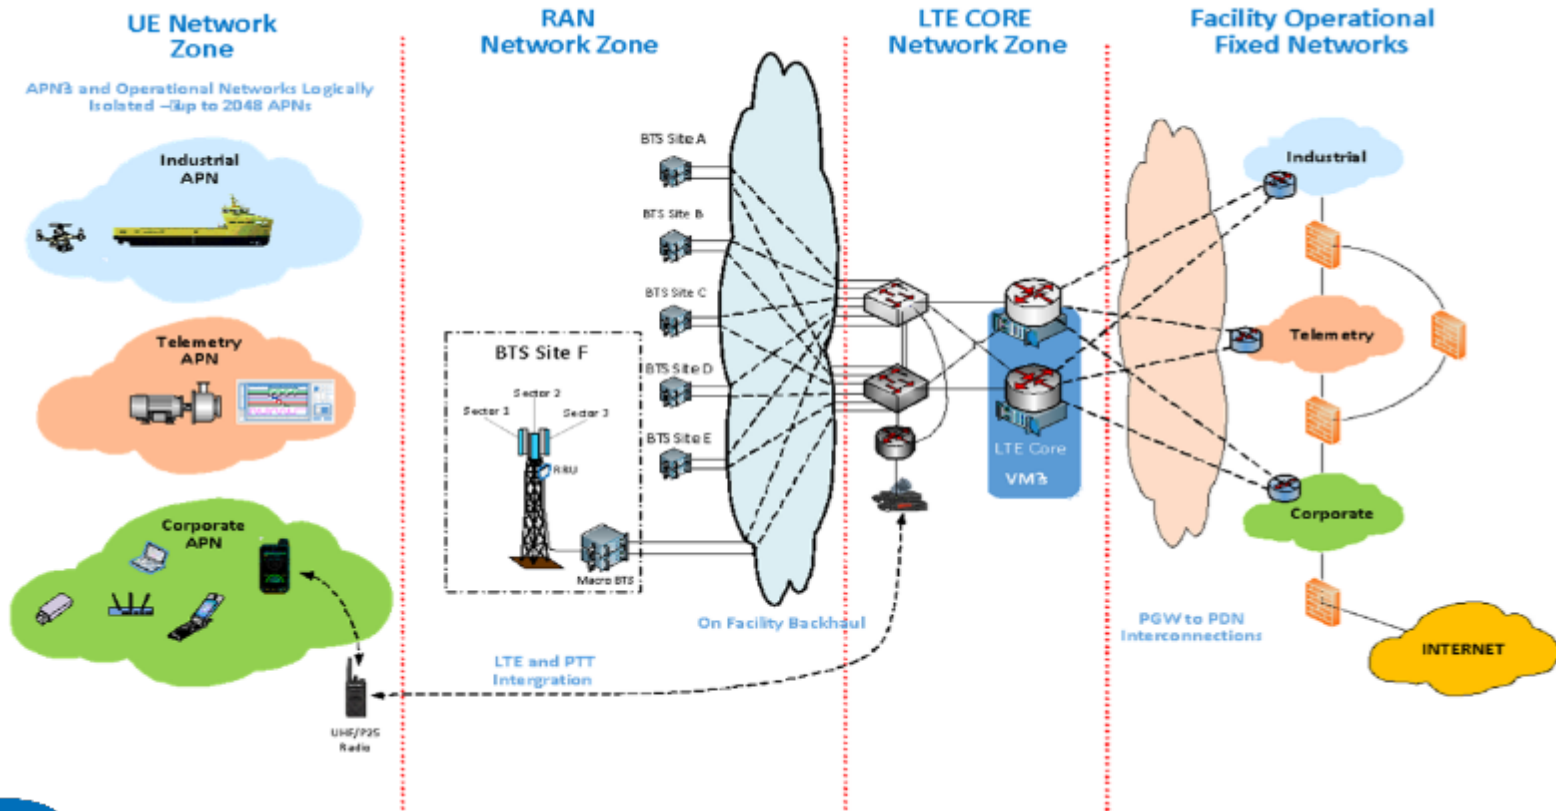 UE Network
Zone
RAN
Network Zone
LTE CORE
Network Zone
Facility Operational
Fixed Networks
APN⅞ and Operational Networks Logically
Isolated – up to 2048 APNs
Industrial
APN
Telemetry
APN
Corporate
APN
UHF/P25
Radio
BTS Site A
BTS Site B
BTS Site C
BTS Site D
BTS Site E
BTS Site F
Sector 2
Sector 1
Sector 3
RRU
Macro BTS
On Facility Backhaul
LTE and PTT
Intergration
LTE Core
Industrial
Telemetry
Corporate
PGW to PDN
Interconnections
INTERNET